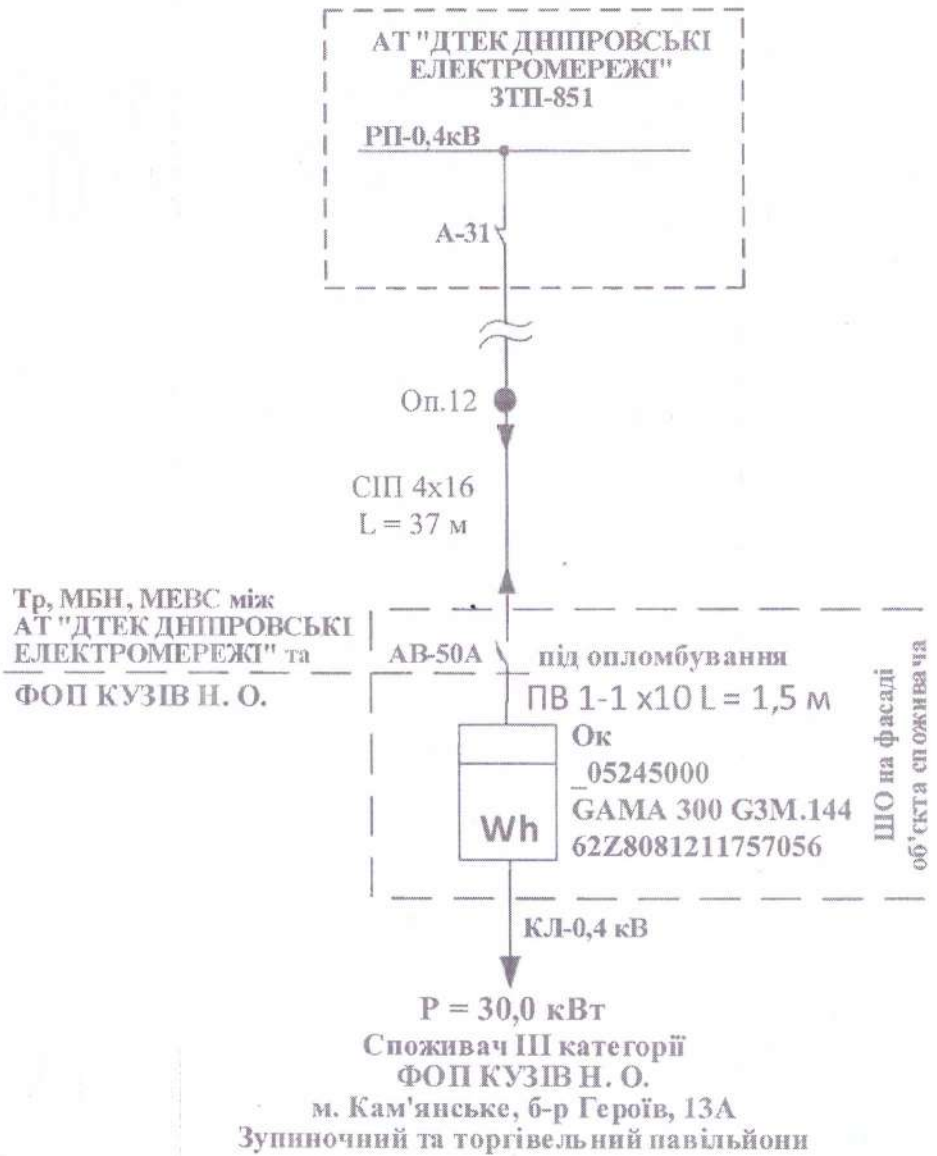 АТ "ДТЕК ДНІПРОВСЬКІ
ЕЛЕКТРОМЕРЕЖІ"
ЗТП-851
РП-0,4кВ
А-31
Оп.12
СІП 4х16
L = 37 м
Тр, МБН, МЕВС між
АТ "ДТЕК ДНІПРОВСЬКІ
ЕЛЕКТРОМЕРЕЖІ" та
ФОП КУЗІВ Н. О.
АВ-50А
під опломбування
ПВ 1-1 х10 L = 1,5 м
Ок
_05245000
GAMA 300 G3M.144
62Z8081211757056
Wh
ШО на фасаді
об'єкта споживача
КЛ-0,4 кВ
Р = 30,0 кВт
Споживач ІІІ категорії
ФОП КУЗІВ Н. О.
м. Кам'янське, б-р Героїв, 13А
Зупиночний та торгівельний павільйони